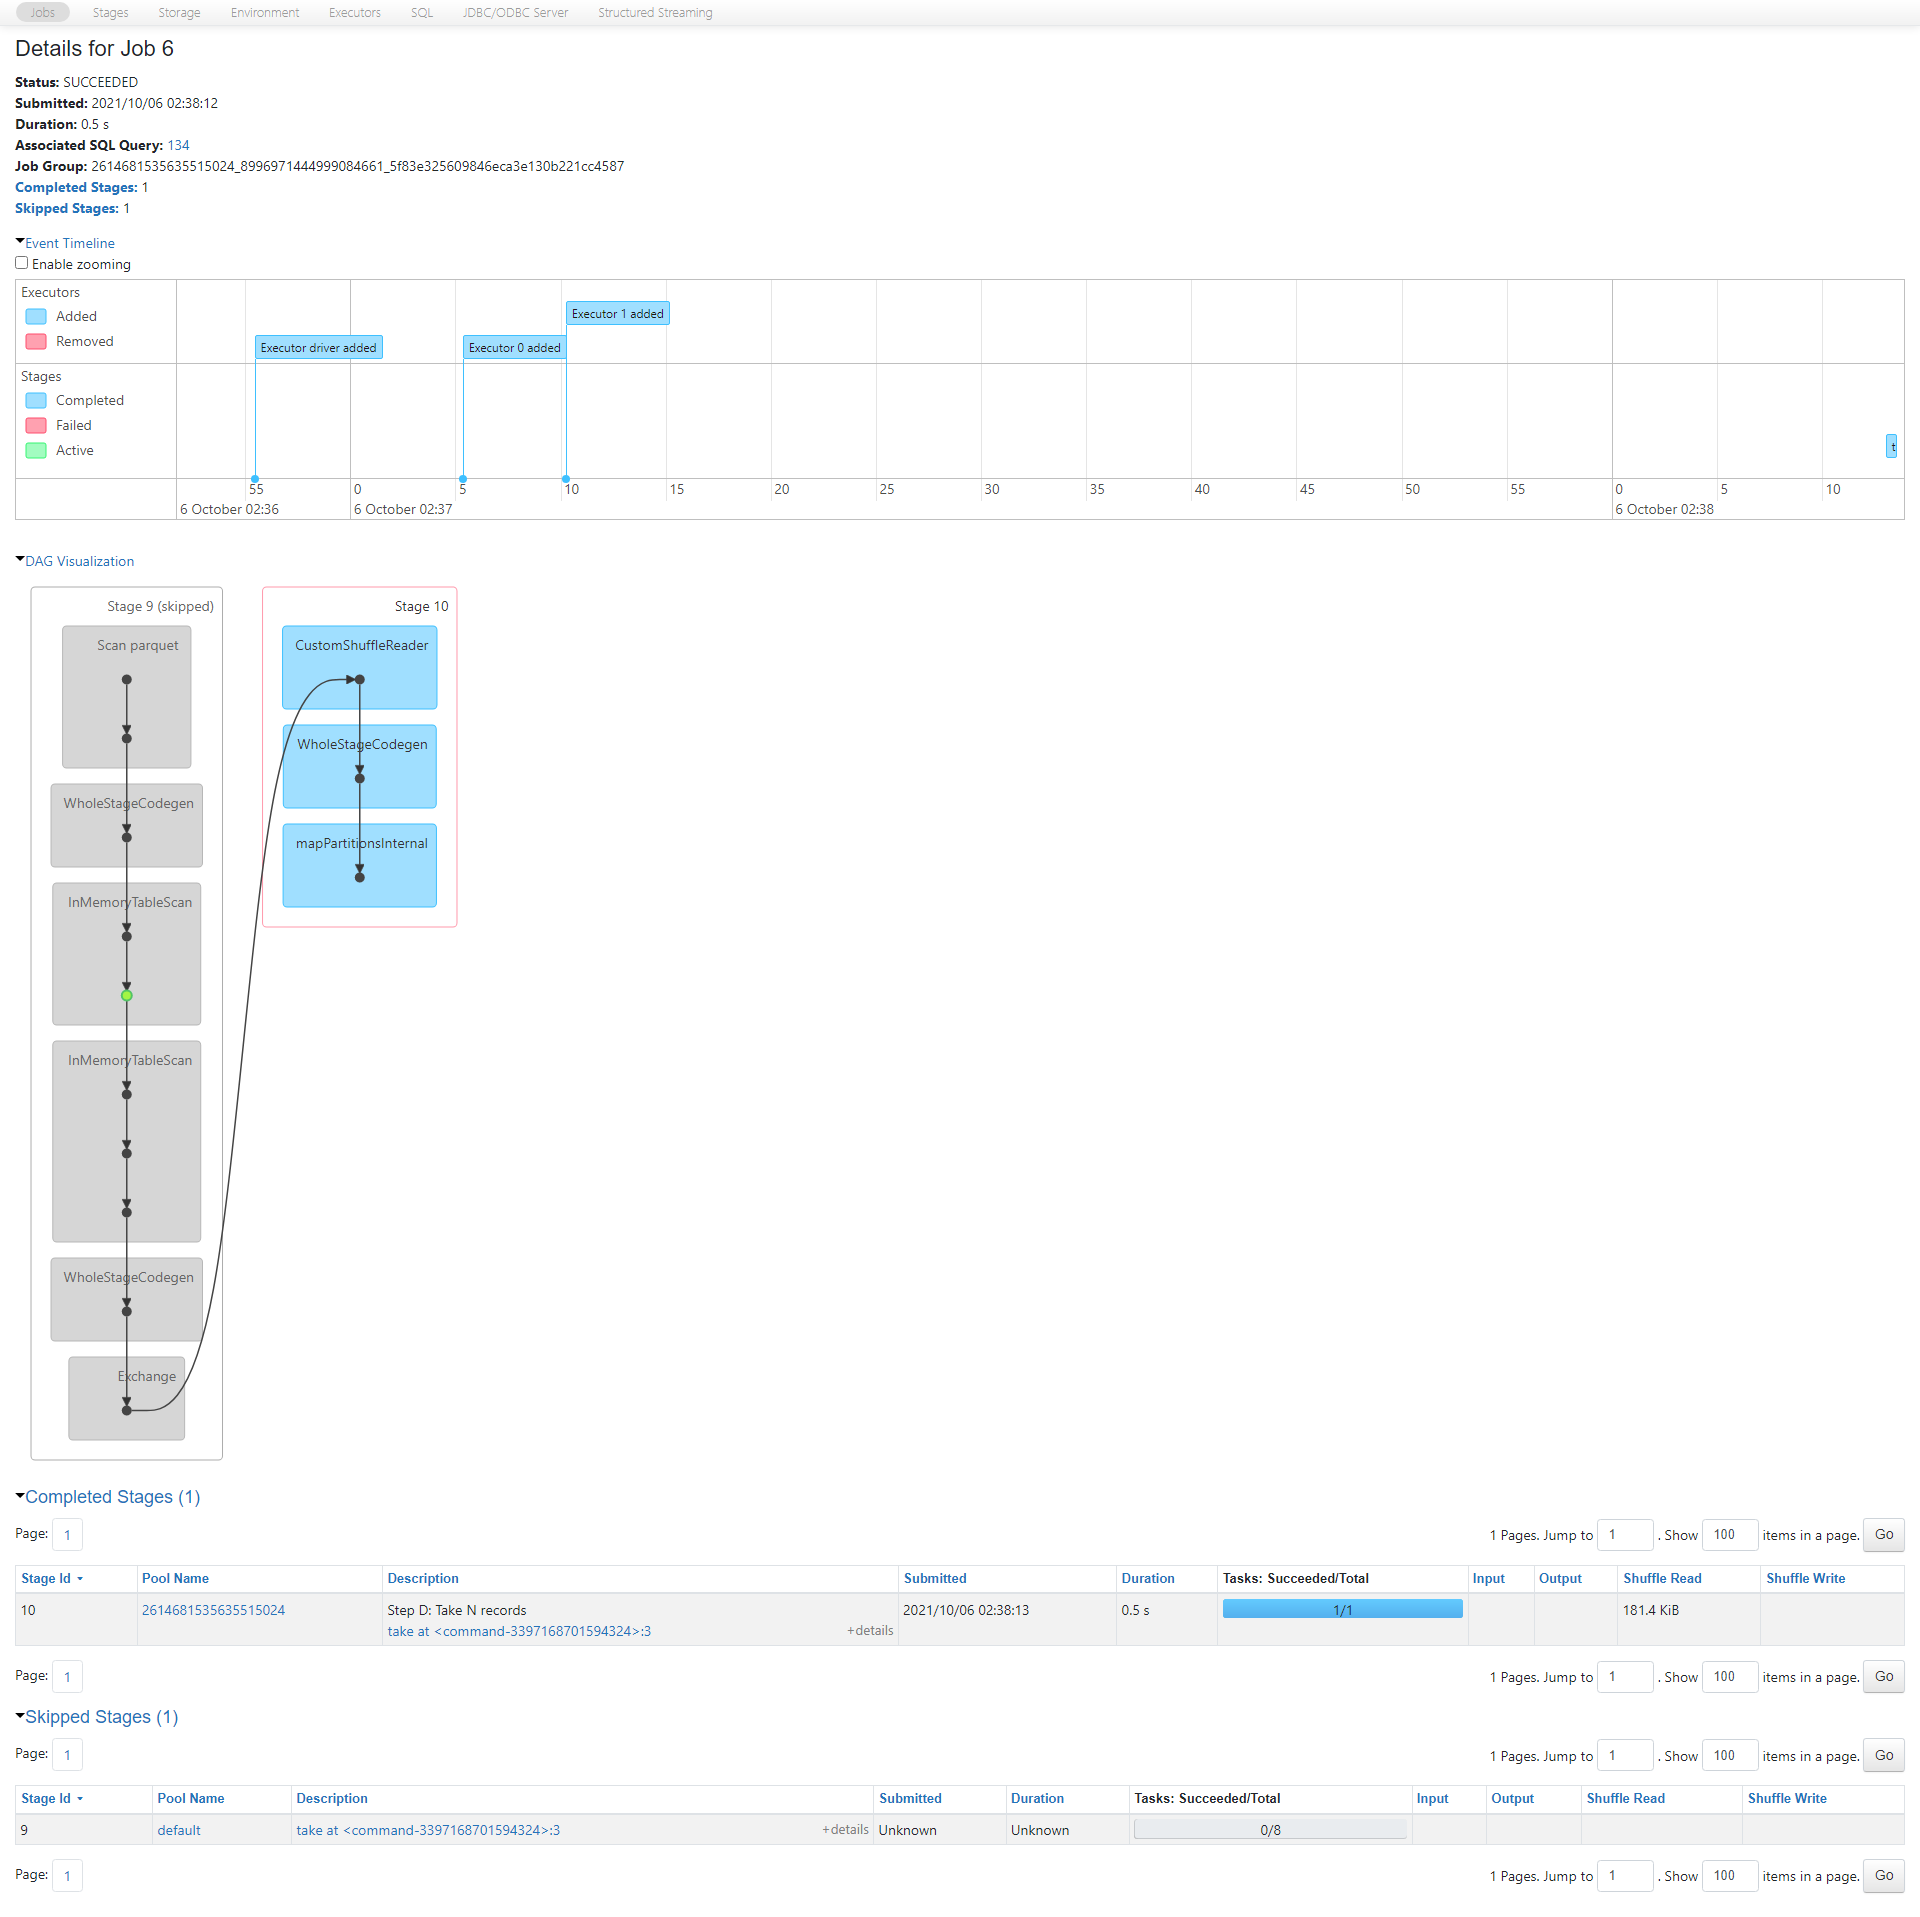 Jobs Stages Storage Environment Executors SQL JDBC/ODBC Server Structured Streaming
Details for Job 6
Status: SUCCEEDED
Submitted: 2021/10/06 02:38:12
Duration: 0.5 s
Associated SQL Query: 134
Job Group: 2614681535635515024_8996971444999084661_5f83e325609846eca3e130b221cc4587
Completed Stages: 1
Skipped Stages: 1
Event Timeline
Enable zooming
Executors
Added
Removed
Executor 1 added
Executor driver added
Executor 0 added
Stages
Completed
Failed
Active
t
55 0 5 10 15 20 25 30 35 40 45 50 55 0 5 10
6 October 02:36 6 October 02:37 6 October 02:38
DAG Visualization
Stage 9 (skipped)
Scan parquet
WholeStageCodegen
InMemoryTableScan
InMemoryTableScan
WholeStageCodegen
Exchange
Stage 10
CustomShuffleReader
WholeStageCodegen
mapPartitionsInternal
Completed Stages (1)
Page: 1
1 Pages. Jump to 1 . Show 100 items in a page. Go
Stage Id Pool Name Description Submitted Duration Tasks: Succeeded/Total Input Output Shuffle Read Shuffle Write
10 2614681535635515024 Step D: Take N records 2021/10/06 02:38:13 0.5 s 1/1 181.4 KiB
take at <command-3397168701594324>:3 +details
Page: 1
1 Pages. Jump to 1 . Show 100 items in a page. Go
Skipped Stages (1)
Page: 1
1 Pages. Jump to 1 . Show 100 items in a page. Go
Stage Id Pool Name Description Submitted Duration Tasks: Succeeded/Total Input Output Shuffle Read Shuffle Write
9 default take at <command-3397168701594324>:3 +details Unknown Unknown 0/8
Page: 1
1 Pages. Jump to 1 . Show 100 items in a page. Go